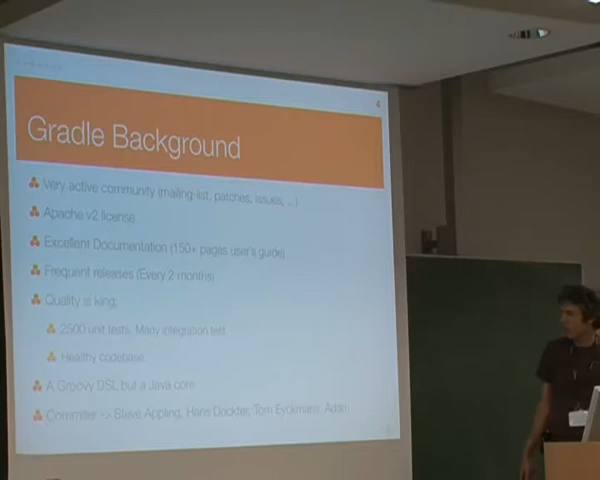 4
Gradle Background
Very active community (mailing-list, patches, issues, ...)
Apache v2 license
Excellent Documentation (150+ pages user's guide)
Frequent releases (Every 2 months)
Quality is king:
2500 unit tests. Many integration test
Healthy codebase
A Groovy DSL but a Java core
Commiter -> Steve Appling, Hans Dockter, Tom Eyckmans, Adam